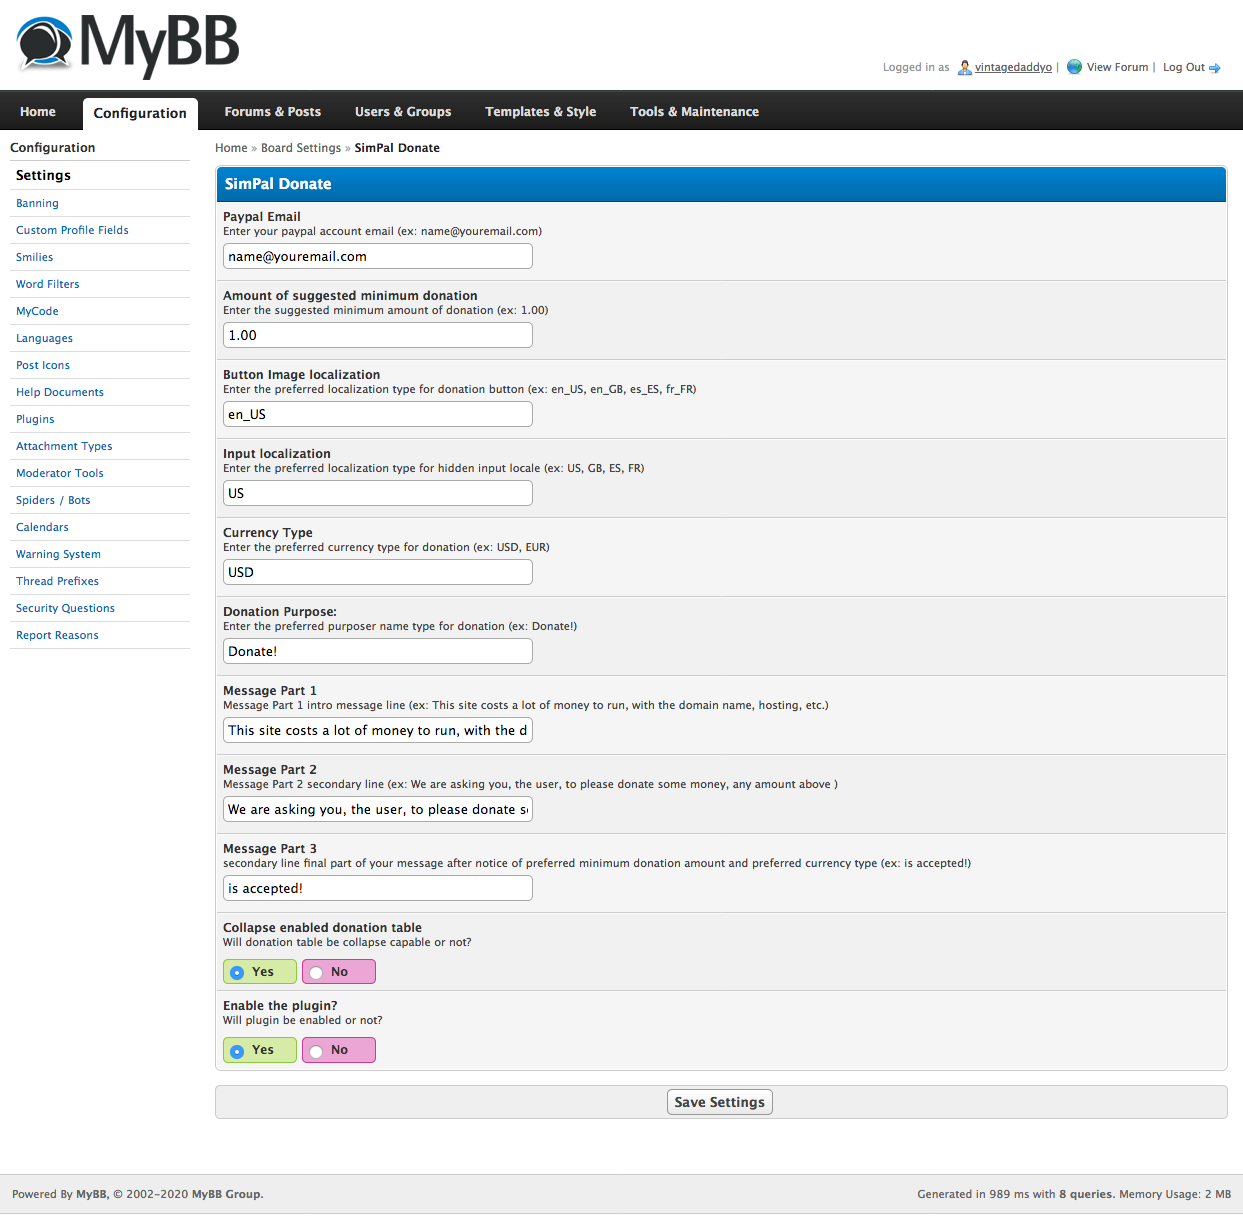 MyBB
Logged in as vintagedaddyo | View Forum | Log Out
Home Configuration Forums & Posts Users & Groups Templates & Style Tools & Maintenance
Configuration
Settings
Banning
Custom Profile Fields
Smilies
Word Filters
MyCode
Languages
Post Icons
Help Documents
Plugins
Attachment Types
Moderator Tools
Spiders / Bots
Calendars
Warning System
Thread Prefixes
Security Questions
Report Reasons
Home » Board Settings » SimPal Donate
SimPal Donate
Paypal Email
Enter your paypal account email (ex: name@youremail.com)
name@youremail.com
Amount of suggested minimum donation
Enter the suggested minimum amount of donation (ex: 1.00)
1.00
Button Image localization
Enter the preferred localization type for donation button (ex: en_US, en_GB, es_ES, fr_FR)
en_US
Input localization
Enter the preferred localization type for hidden input locale (ex: US, GB, ES, FR)
US
Currency Type
Enter the preferred currency type for donation (ex: USD, EUR)
USD
Donation Purpose:
Enter the preferred purposer name type for donation (ex: Donate!)
Donate!
Message Part 1
Message Part 1 intro message line (ex: This site costs a lot of money to run, with the domain name, hosting, etc.)
This site costs a lot of money to run, with the d
Message Part 2
Message Part 2 secondary line (ex: We are asking you, the user, to please donate some money, any amount above )
We are asking you, the user, to please donate s
Message Part 3
secondary line final part of your message after notice of preferred minimum donation amount and preferred currency type (ex: is accepted!)
is accepted!
Collapse enabled donation table
Will donation table be collapse capable or not?
Yes No
Enable the plugin?
Will plugin be enabled or not?
Yes No
Save Settings
Powered By MyBB, © 2002-2020 MyBB Group.
Generated in 989 ms with 8 queries. Memory Usage: 2 MB